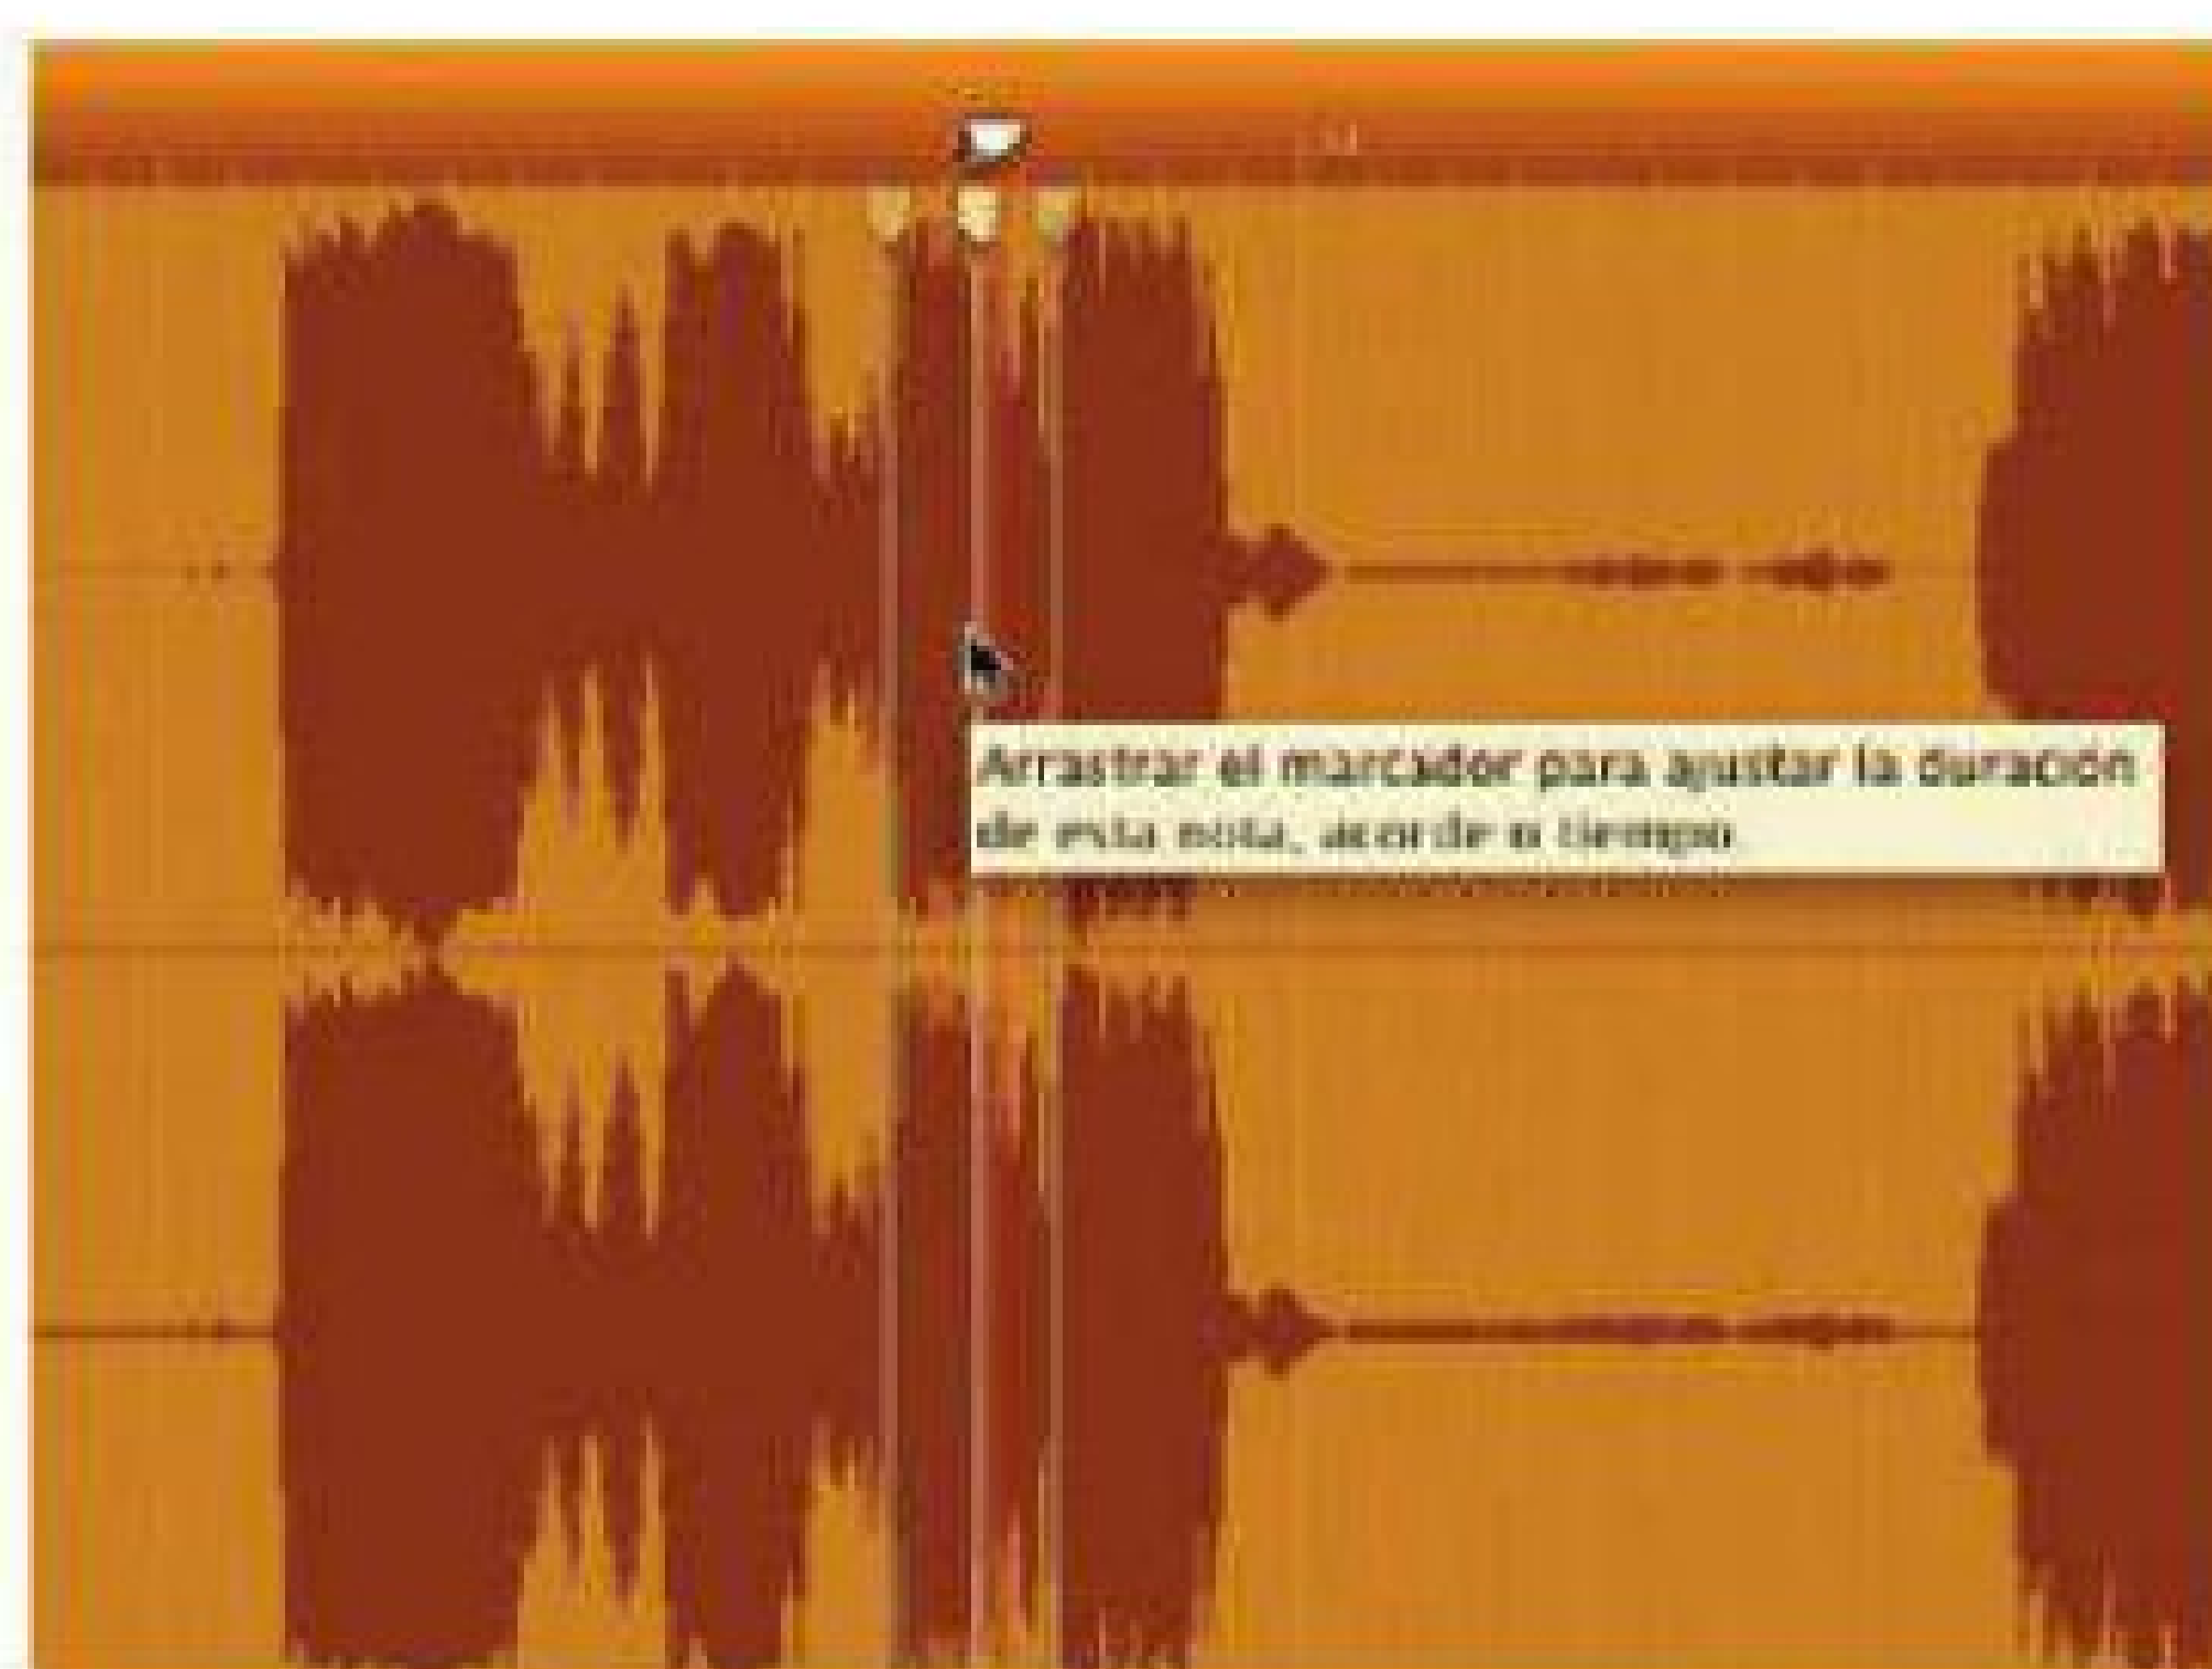 Arrastrar el marcador para ajustar la duración
de esta nota, acorde o tiempo